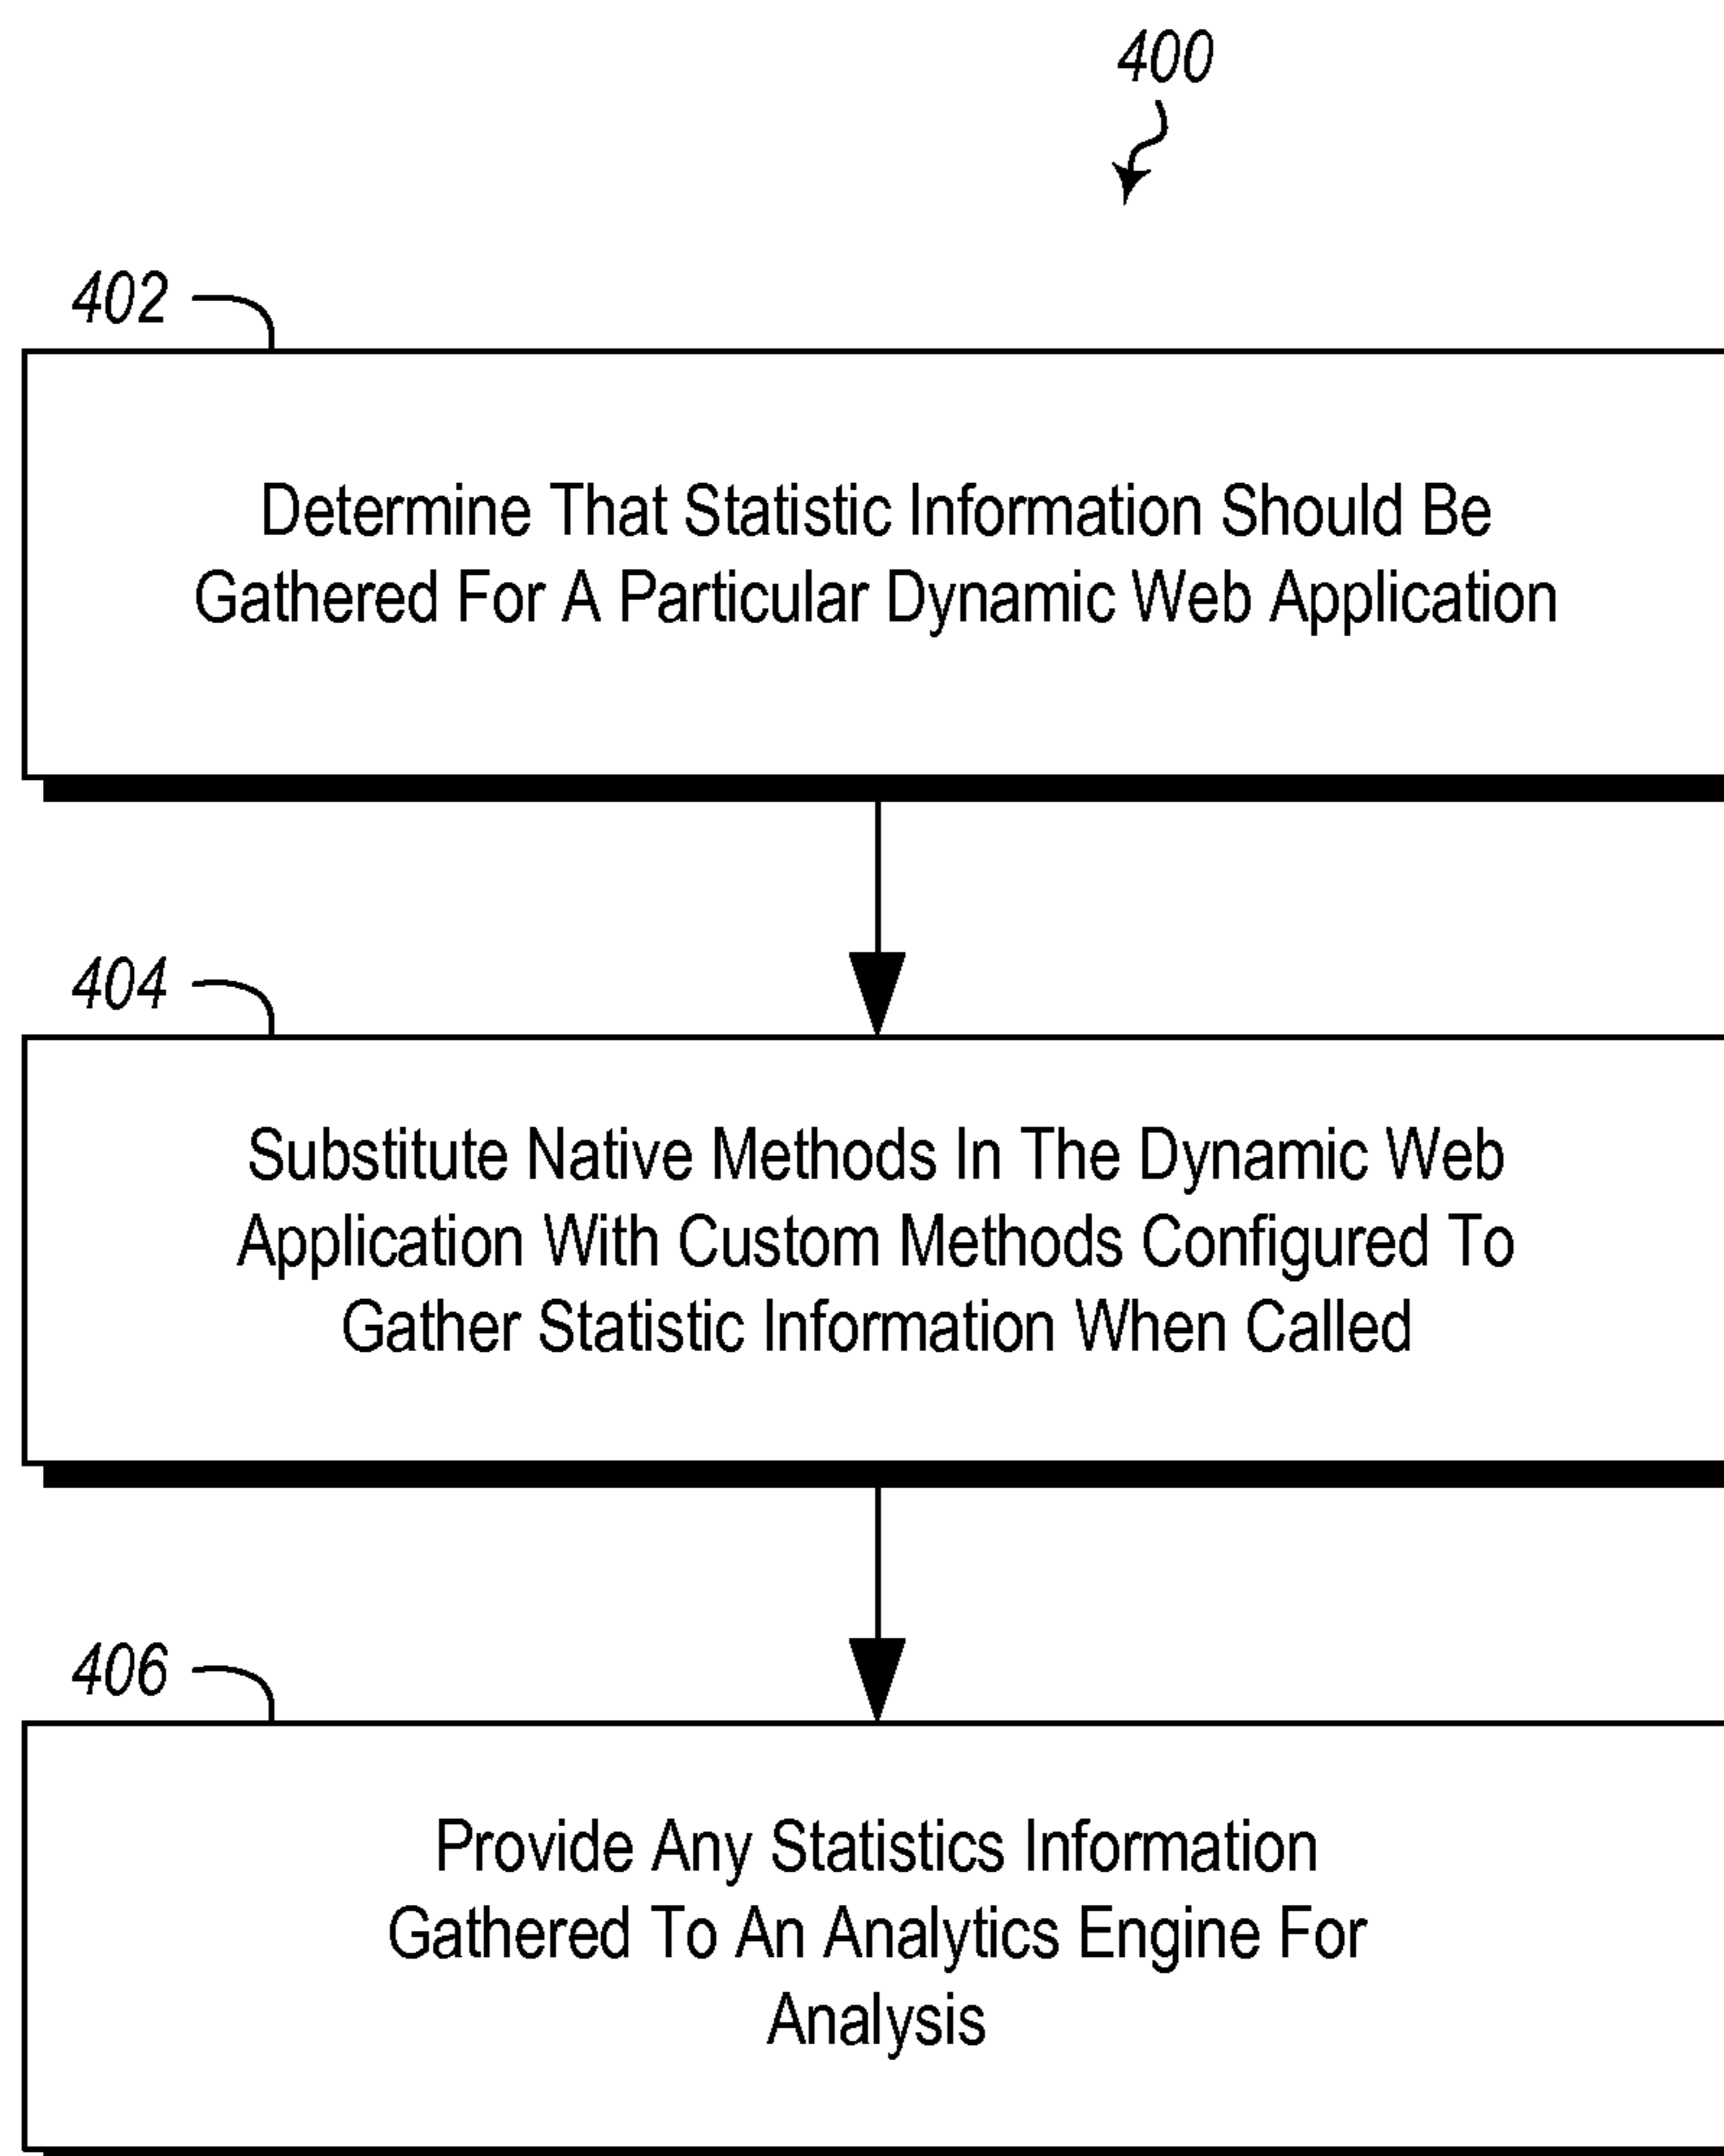 400
402
Determine That Statistic Information Should Be
Gathered For A Particular Dynamic Web Application
404
Substitute Native Methods In The Dynamic Web
Application With Custom Methods Configured To
Gather Statistic Information When Called
406
Provide Any Statistics Information
Gathered To An Analytics Engine For
Analysis